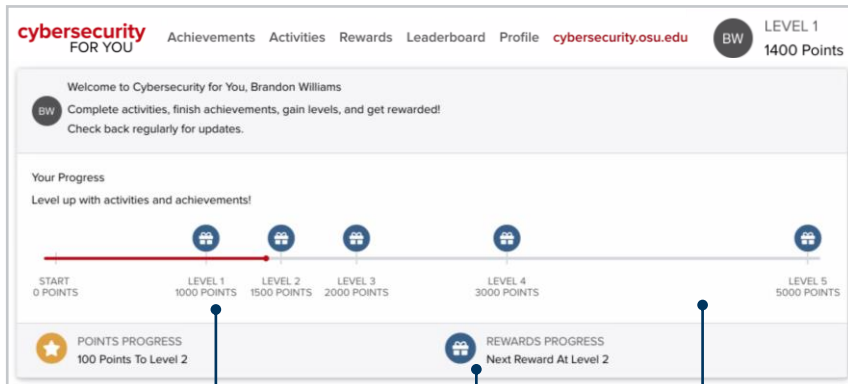 cybersecurity
FOR YOU
Achievements Activities Rewards Leaderboard Profile cybersecurity.osu.edu
BW
LEVEL 1
1400 Points
Welcome to Cybersecurity for You, Brandon Williams
BW
Complete activities, finish achievements, gain levels, and get rewarded!
Check back regularly for updates.
Your Progress
Level up with activities and achievements!
START
0 POINTS
LEVEL 1
1000 POINTS
LEVEL 2
1500 POINTS
LEVEL 3
2000 POINTS
LEVEL 4
3000 POINTS
LEVEL 5
5000 POINTS
POINTS PROGRESS
100 Points To Level 2
REWARDS PROGRESS
Next Reward At Level 2